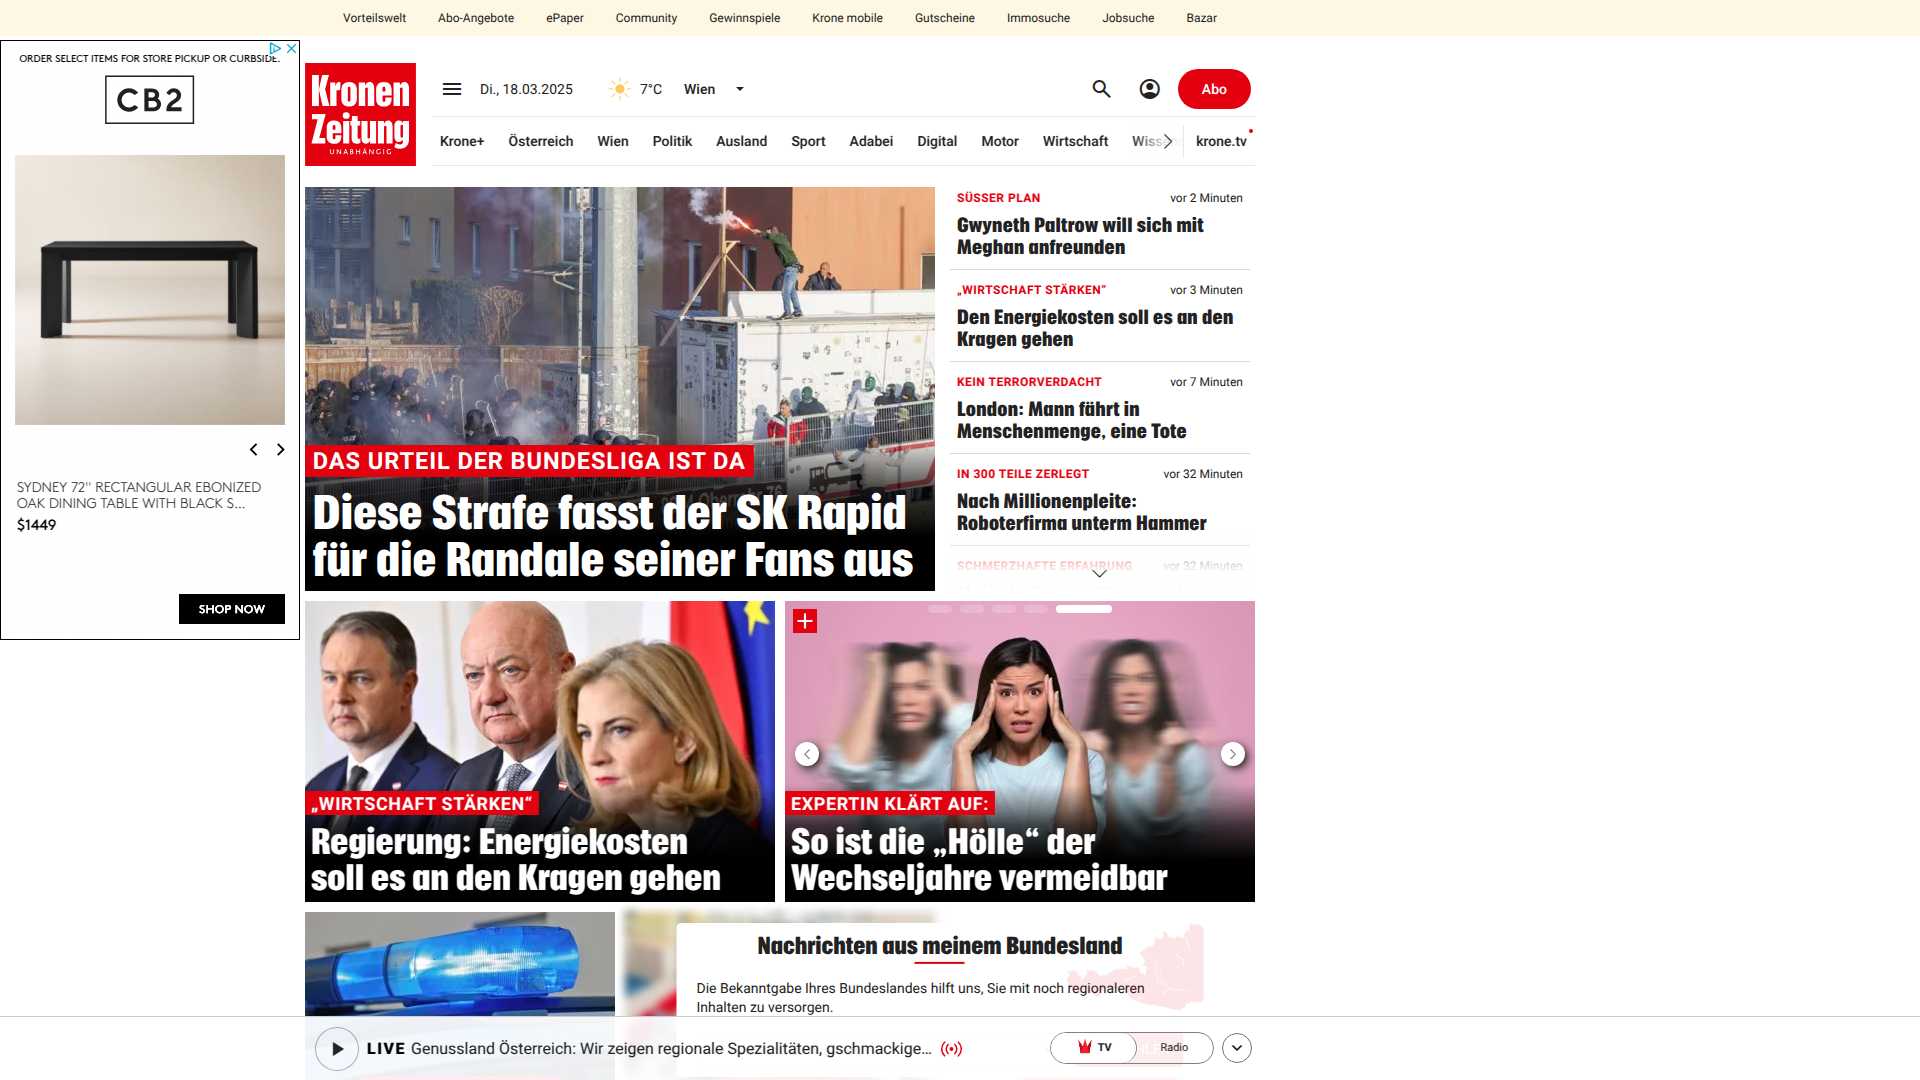 Vorteilswelt Abo-Angebote ePaper Community Gewinnspiele Krone mobile Gutscheine Immosuche Jobsuche Bazar
ORDER SELECT ITEMS FOR STORE PICKUP OR CURBSIDE.
CB2
SYDNEY 72'' RECTANGULAR EBONIZED
OAK DINING TABLE WITH BLACK S...
$1449
SHOP NOW
Kronen
Zeitung
UNABHÄNGIG
Di., 18.03.2025 7°C Wien
Abo
Krone+ Österreich Wien Politik Ausland Sport Adabei Digital Motor Wirtschaft krone.tv
DAS URTEIL DER BUNDESLIGA IST DA
Diese Strafe fasst der SK Rapid
für die Randale seiner Fans aus
SÜSSER PLAN vor 2 Minuten
Gwyneth Paltrow will sich mit
Meghan anfreunden
„WIRTSCHAFT STÄRKEN“ vor 3 Minuten
Den Energiekosten soll es an den
Kragen gehen
KEIN TERRORVERDACHT vor 7 Minuten
London: Mann fährt in
Menschenmenge, eine Tote
IN 300 TEILE ZERLEGT vor 32 Minuten
Nach Millionenpleite:
Roboterfirma unterm Hammer
SCHMERZHAFTE ERFAHRUNG vor 32 Minuten
„WIRTSCHAFT STÄRKEN“
Regierung: Energiekosten
soll es an den Kragen gehen
EXPERTIN KLÄRT AUF:
So ist die „Hölle“ der
Wechseljahre vermeidbar
Nachrichten aus meinem Bundesland
Die Bekanntgabe Ihres Bundeslandes hilft uns, Sie mit noch regionaleren
Inhalten zu versorgen.
LIVE Genussland Österreich: Wir zeigen regionale Spezialitäten, gschmackige...
TV Radio